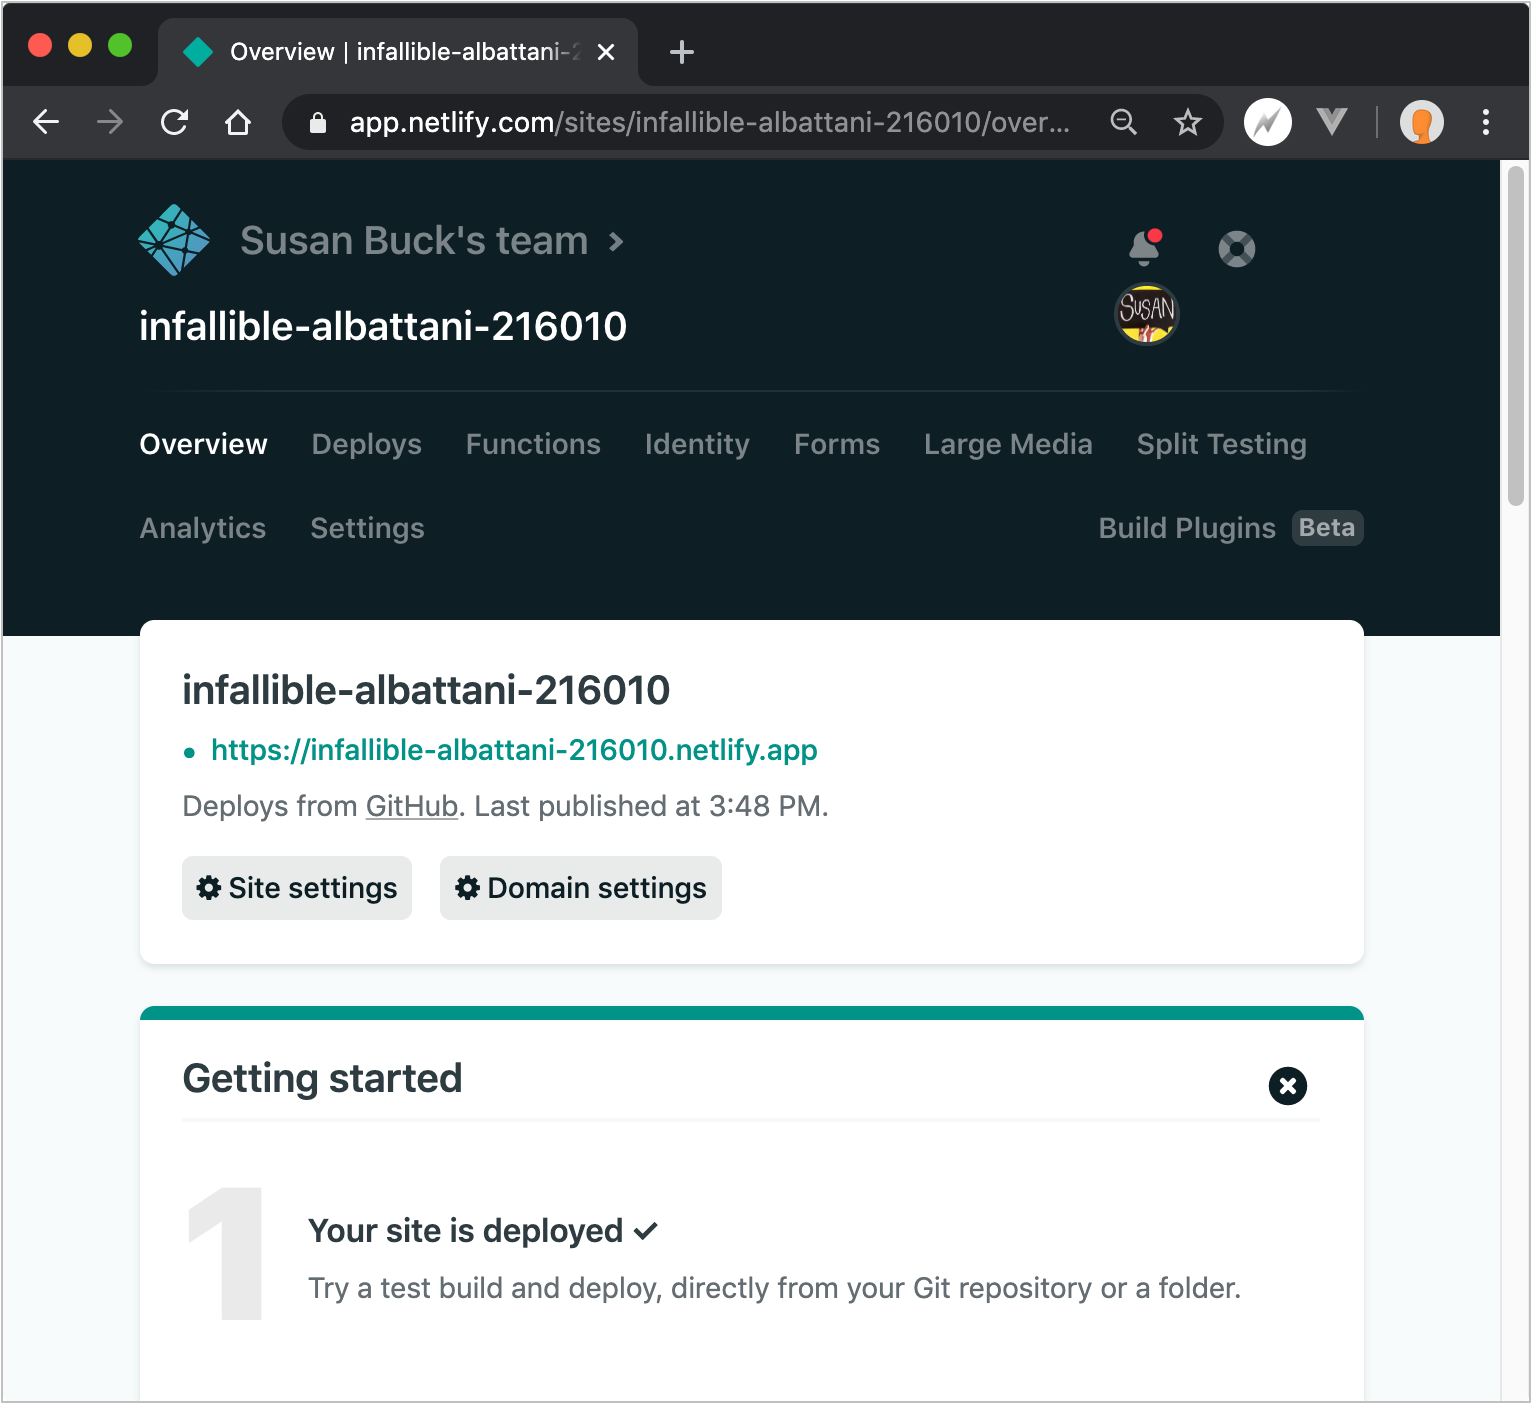 Overview | infallible-albattani-2
app.netlify.com/sites/infallible-albattani-216010/over...
Susan Buck's team
infallible-albattani-216010
SUSAN
Overview Deploys Functions Identity Forms Large Media Split Testing
Analytics Settings Build Plugins Beta
infallible-albattani-216010
https://infallible-albattani-216010.netlify.app
Deploys from GitHub. Last published at 3:48 PM.
Site settings Domain settings
Getting started
1
Your site is deployed
Try a test build and deploy, directly from your Git repository or a folder.